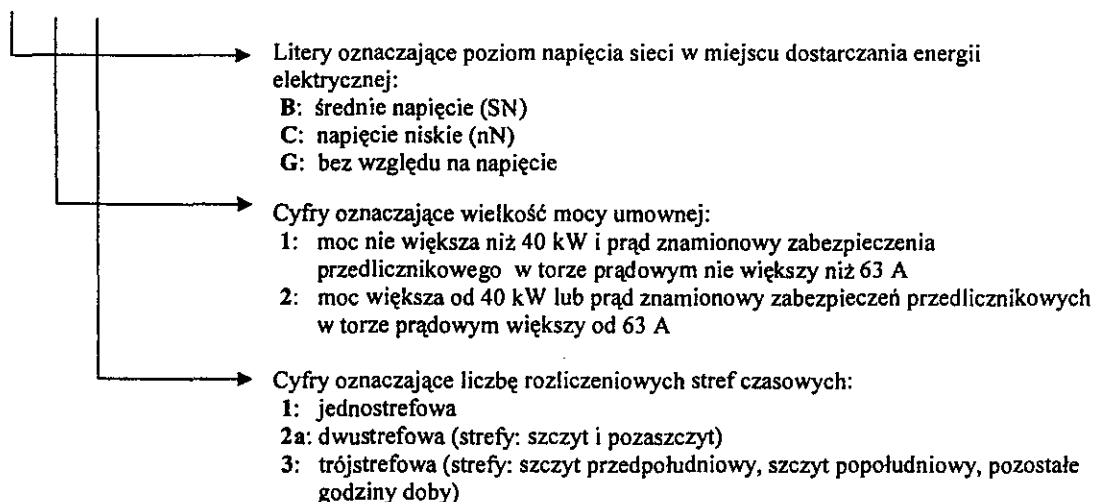 Litery oznaczające poziom napięcia sieci w miejscu dostarczania energii
elektrycznej:
B: średnie napięcie (SN)
C: napięcie niskie (nN)
G: bez względu na napięcie
Cyfry oznaczające wielkość mocy umownej:
1: moc nie większa niż 40 kW i prąd znamionowy zabezpieczenia
przedlicznikowego w torze prądowym nie większy niż 63 A
2: moc większa od 40 kW lub prąd znamionowy zabezpieczeń przedlicznikowych
w torze prądowym większy od 63 A
Cyfry oznaczające liczbę rozliczeniowych stref czasowych:
1: jednostrefowa
2a: dwustrefowa (strefy: szczyt i pozaszczyt)
3: trójstrefowa (strefy: szczyt przedpołudniowy, szczyt popołudniowy, pozostałe
godziny doby)